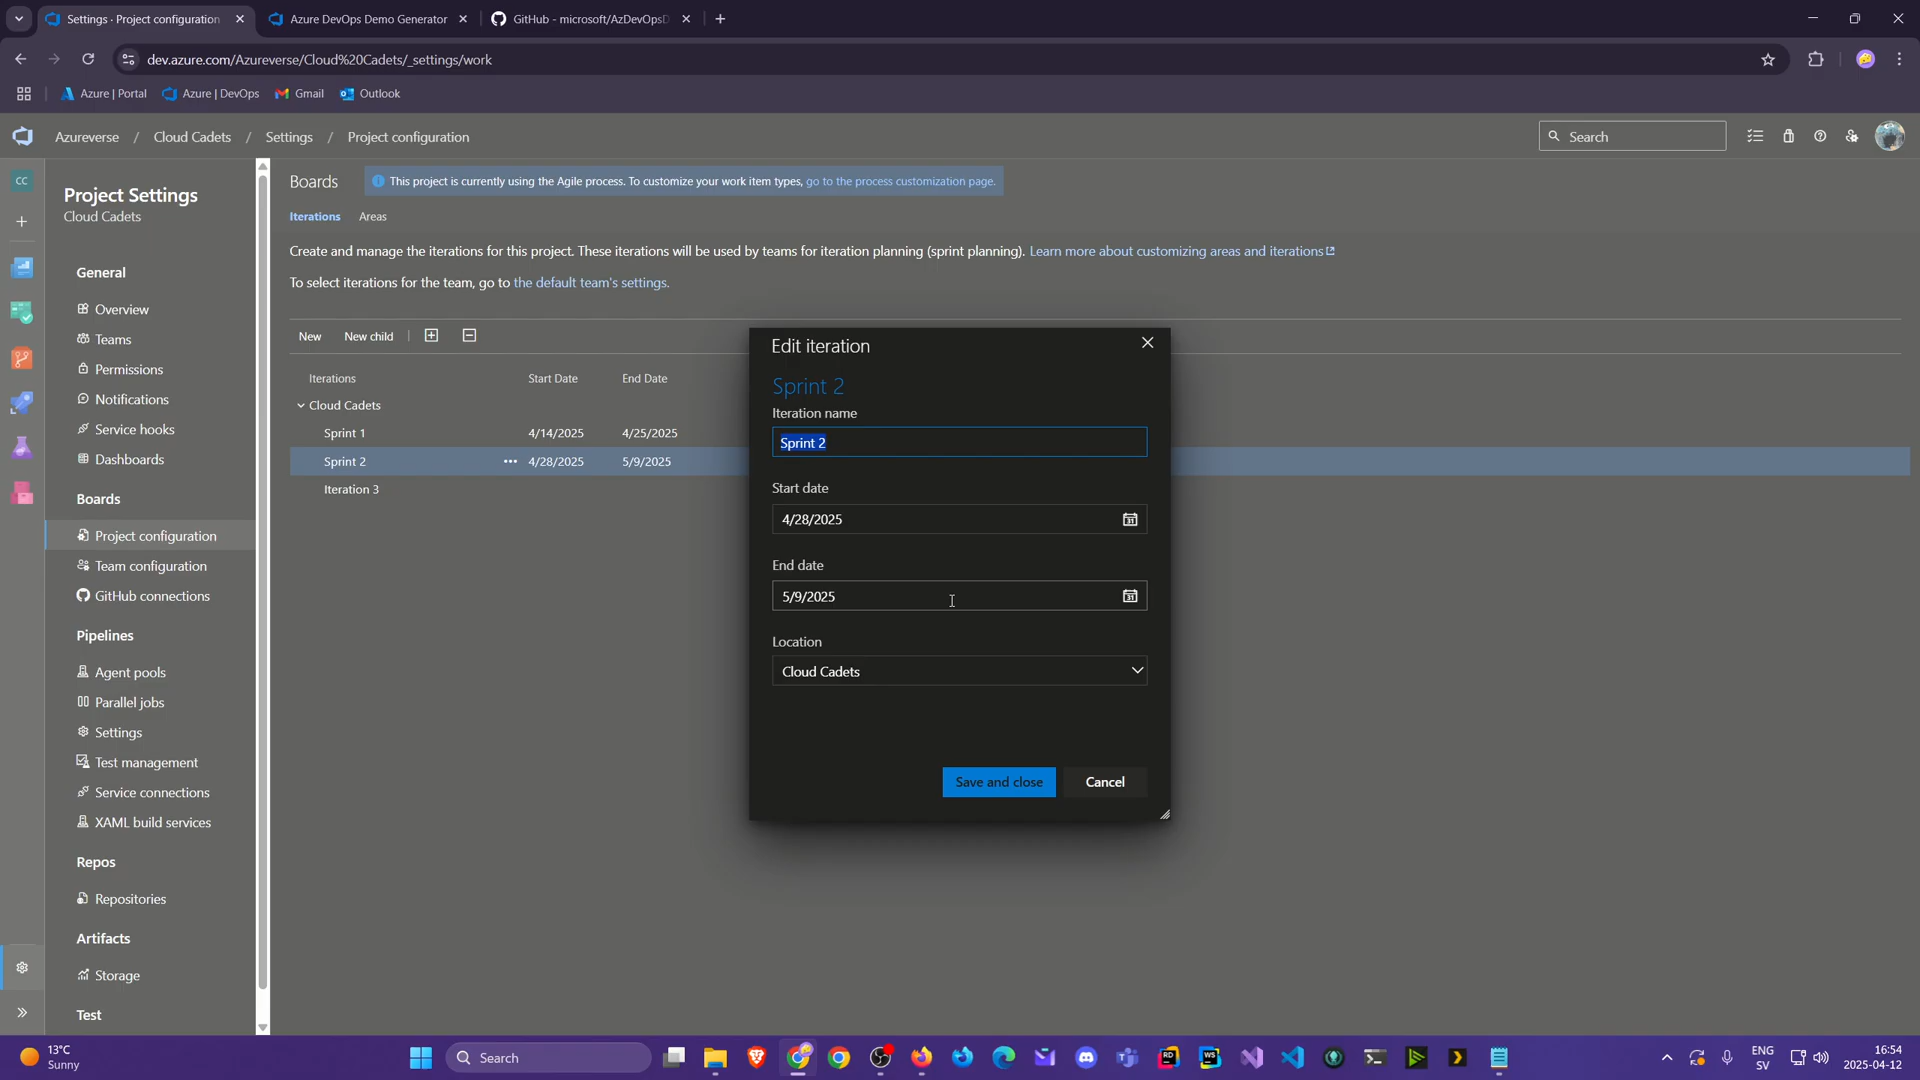 Settings · Project configuration
Azure DevOps Demo Generator
GitHub - microsoft/AzDevOpsD
dev.azure.com/Azureverse/Cloud%20Cadets/_settings/work
Azure | Portal
Azure | DevOps
Gmail
Outlook
Azureverse / Cloud Cadets / Settings / Project configuration
Search
CC
Project Settings
Cloud Cadets
General
Overview
Teams
Permissions
Notifications
Service hooks
Dashboards
Boards
Project configuration
Team configuration
GitHub connections
Pipelines
Agent pools
Parallel jobs
Settings
Test management
Service connections
XAML build services
Repos
Repositories
Artifacts
Storage
Test
Boards
This project is currently using the Agile process. To customize your work item types, go to the process customization page.
Iterations Areas
Create and manage the iterations for this project. These iterations will be used by teams for iteration planning (sprint planning). Learn more about customizing areas and iterations
To select iterations for the team, go to the default team's settings.
New New child
Iterations Start Date End Date
Cloud Cadets
Sprint 1 4/14/2025 4/25/2025
Sprint 2 ••• 4/28/2025 5/9/2025
Iteration 3
Edit iteration
Sprint 2
Iteration name
Sprint 2
Start date
4/28/2025
End date
5/9/2025
Location
Cloud Cadets
Save and close
Cancel
13°C
Sunny
Search
RD
WS
ENG
SV
16:54
2025-04-12